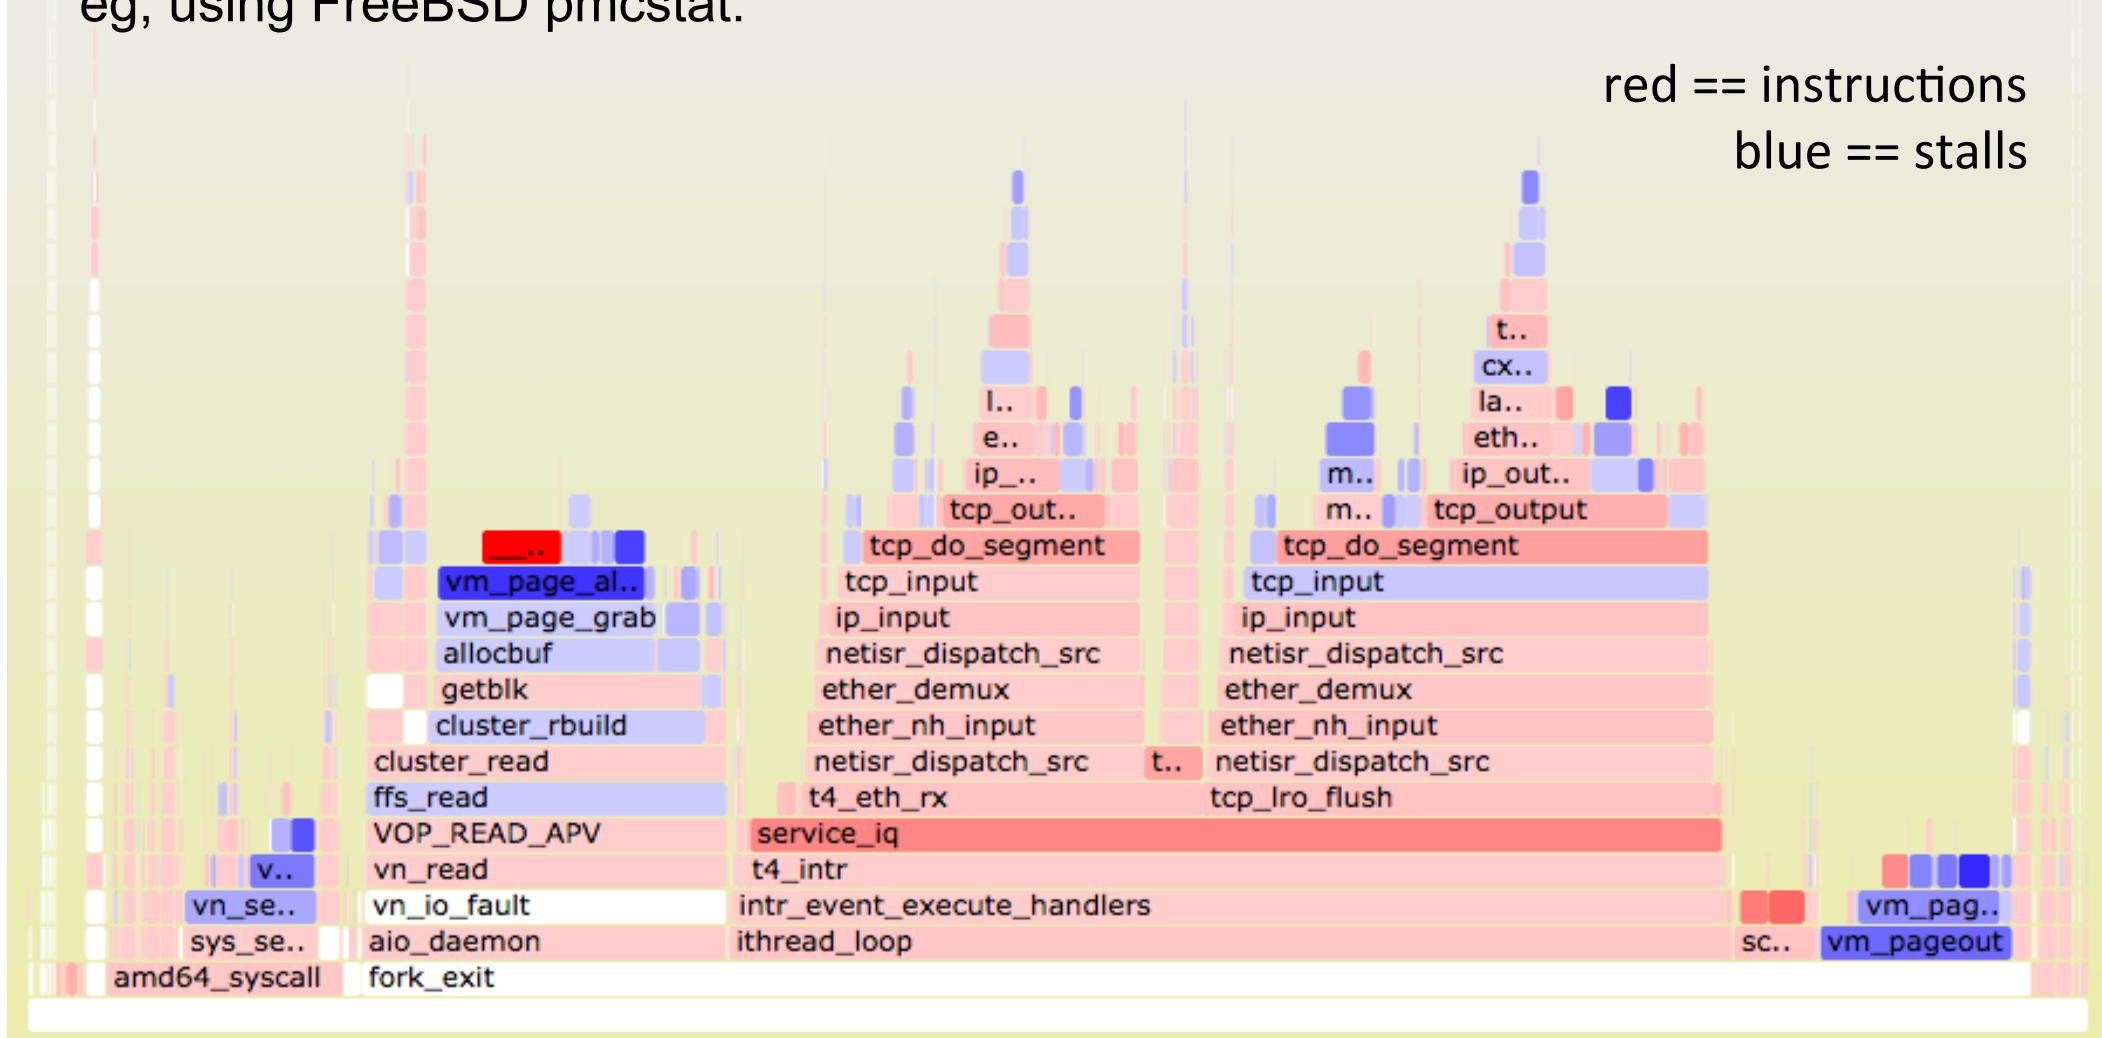 eg, using FreeBSD pmcstat.
red == instructions
blue == stalls
t..
cx..
l..
la..
e..
eth..
ip_..
m..
ip_out..
tcp_out..
m..
tcp_output
__..
tcp_do_segment
tcp_do_segment
vm_page_al..
tcp_input
tcp_input
vm_page_grab
ip_input
ip_input
allocbuf
netisr_dispatch_src
netisr_dispatch_src
getblk
ether_demux
ether_demux
cluster_rbuild
ether_nh_input
ether_nh_input
cluster_read
netisr_dispatch_src
t..
netisr_dispatch_src
ffs_read
t4_eth_rx
tcp_lro_flush
VOP_READ_APV
service_iq
v..
vn_read
t4_intr
vn_se..
vn_io_fault
intr_event_execute_handlers
vm_pag..
sys_se..
aio_daemon
ithread_loop
sc..
vm_pageout
amd64_syscall
fork_exit